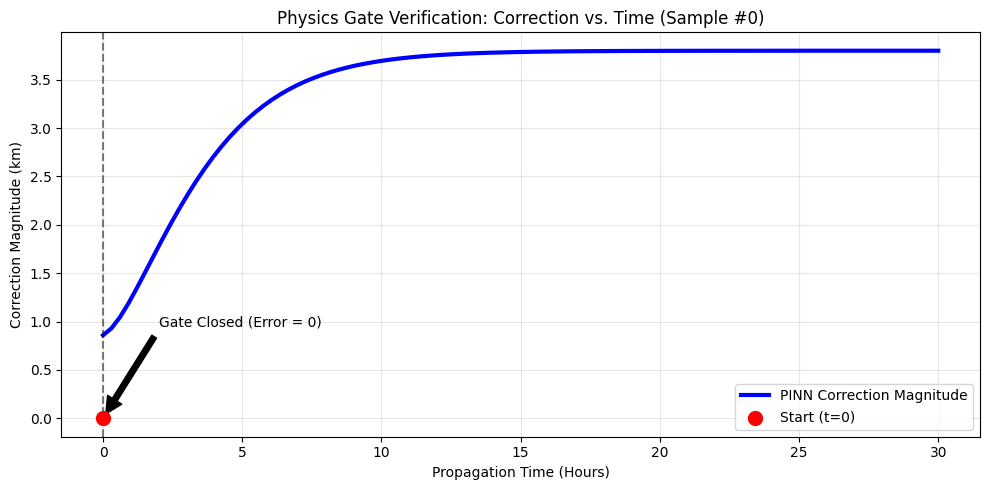 Physics Gate Verification: Correction vs. Time (Sample #0)
Correction Magnitude (km)
3.5
3.0
2.5
2.0
1.5
1.0
0.5
0.0
Gate Closed (Error = 0)
PINN Correction Magnitude
Start (t=0)
0 5 10 15 20 25 30
Propagation Time (Hours)